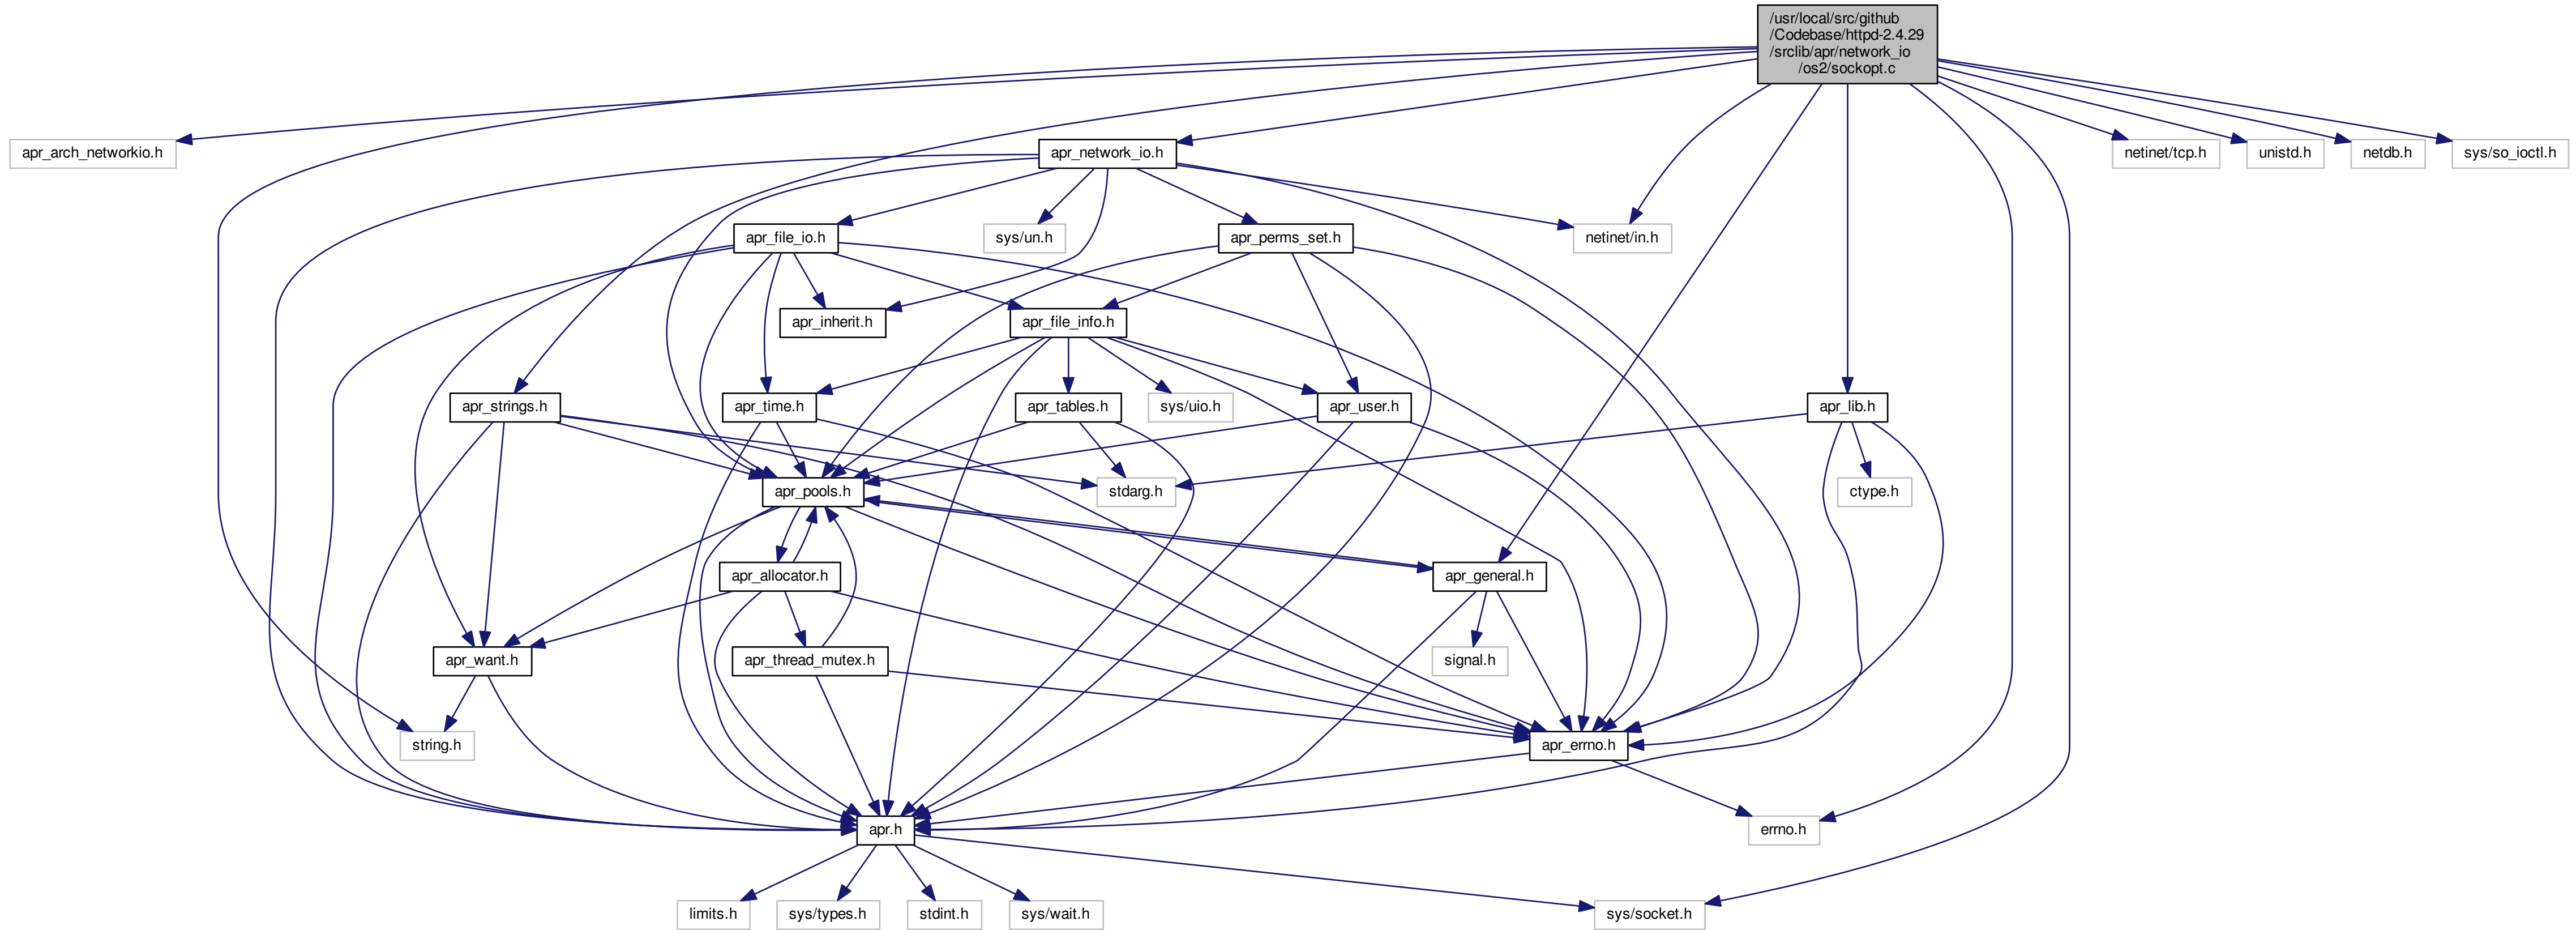 /usr/local/src/github
/Codebase/httpd-2.4.29
/srclib/apr/network_io
/os2/sockopt.c
apr_arch_networkio.h
apr_network_io.h
netinet/tcp.h
unistd.h
netdb.h
sys/so_ioctl.h
apr_file_io.h
sys/un.h
apr_perms_set.h
netinet/in.h
apr_inherit.h
apr_file_info.h
apr_strings.h
apr_time.h
apr_tables.h
sys/uio.h
apr_user.h
apr_lib.h
apr_pools.h
stdarg.h
ctype.h
apr_allocator.h
apr_general.h
apr_want.h
apr_thread_mutex.h
signal.h
string.h
apr_errno.h
apr.h
errno.h
limits.h
sys/types.h
stdint.h
sys/wait.h
sys/socket.h